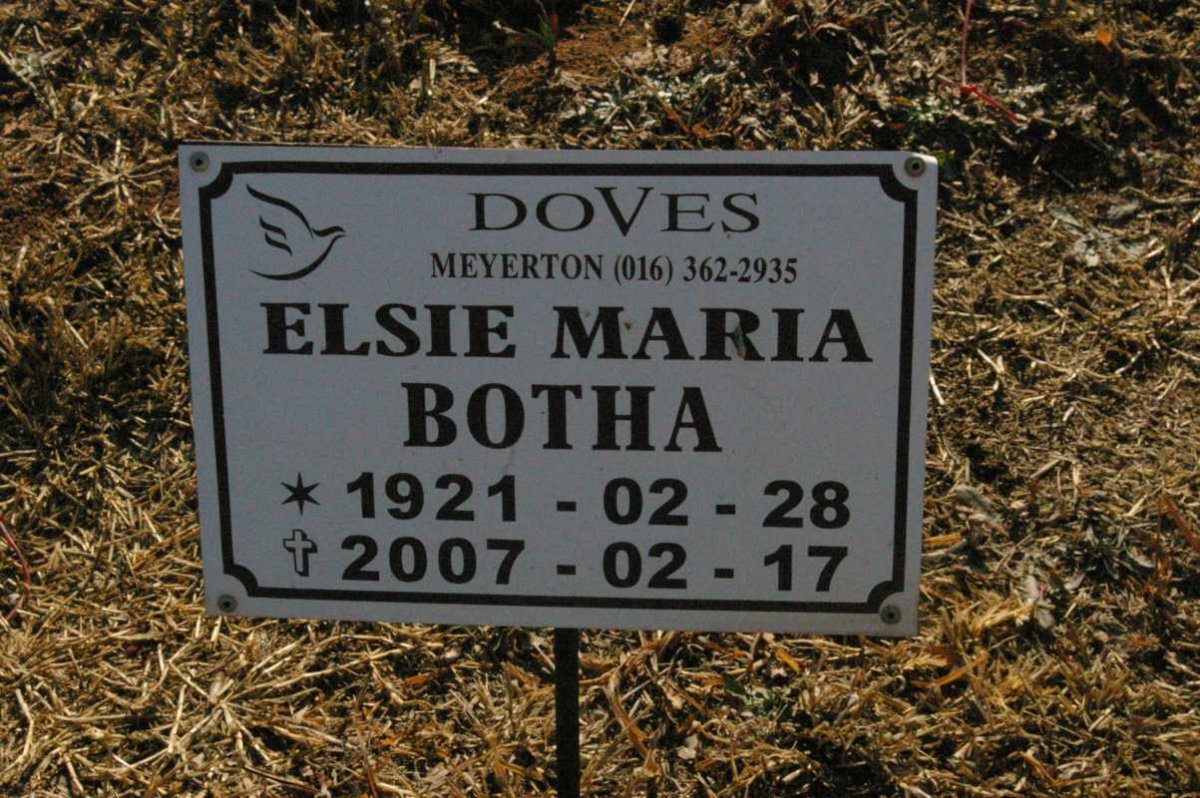 DOVES
MEYERTON (016) 362-2935
ELSIE MARIA
BOTHA
✶ 1921 - 02 - 28
✝ 2007 - 02 - 17